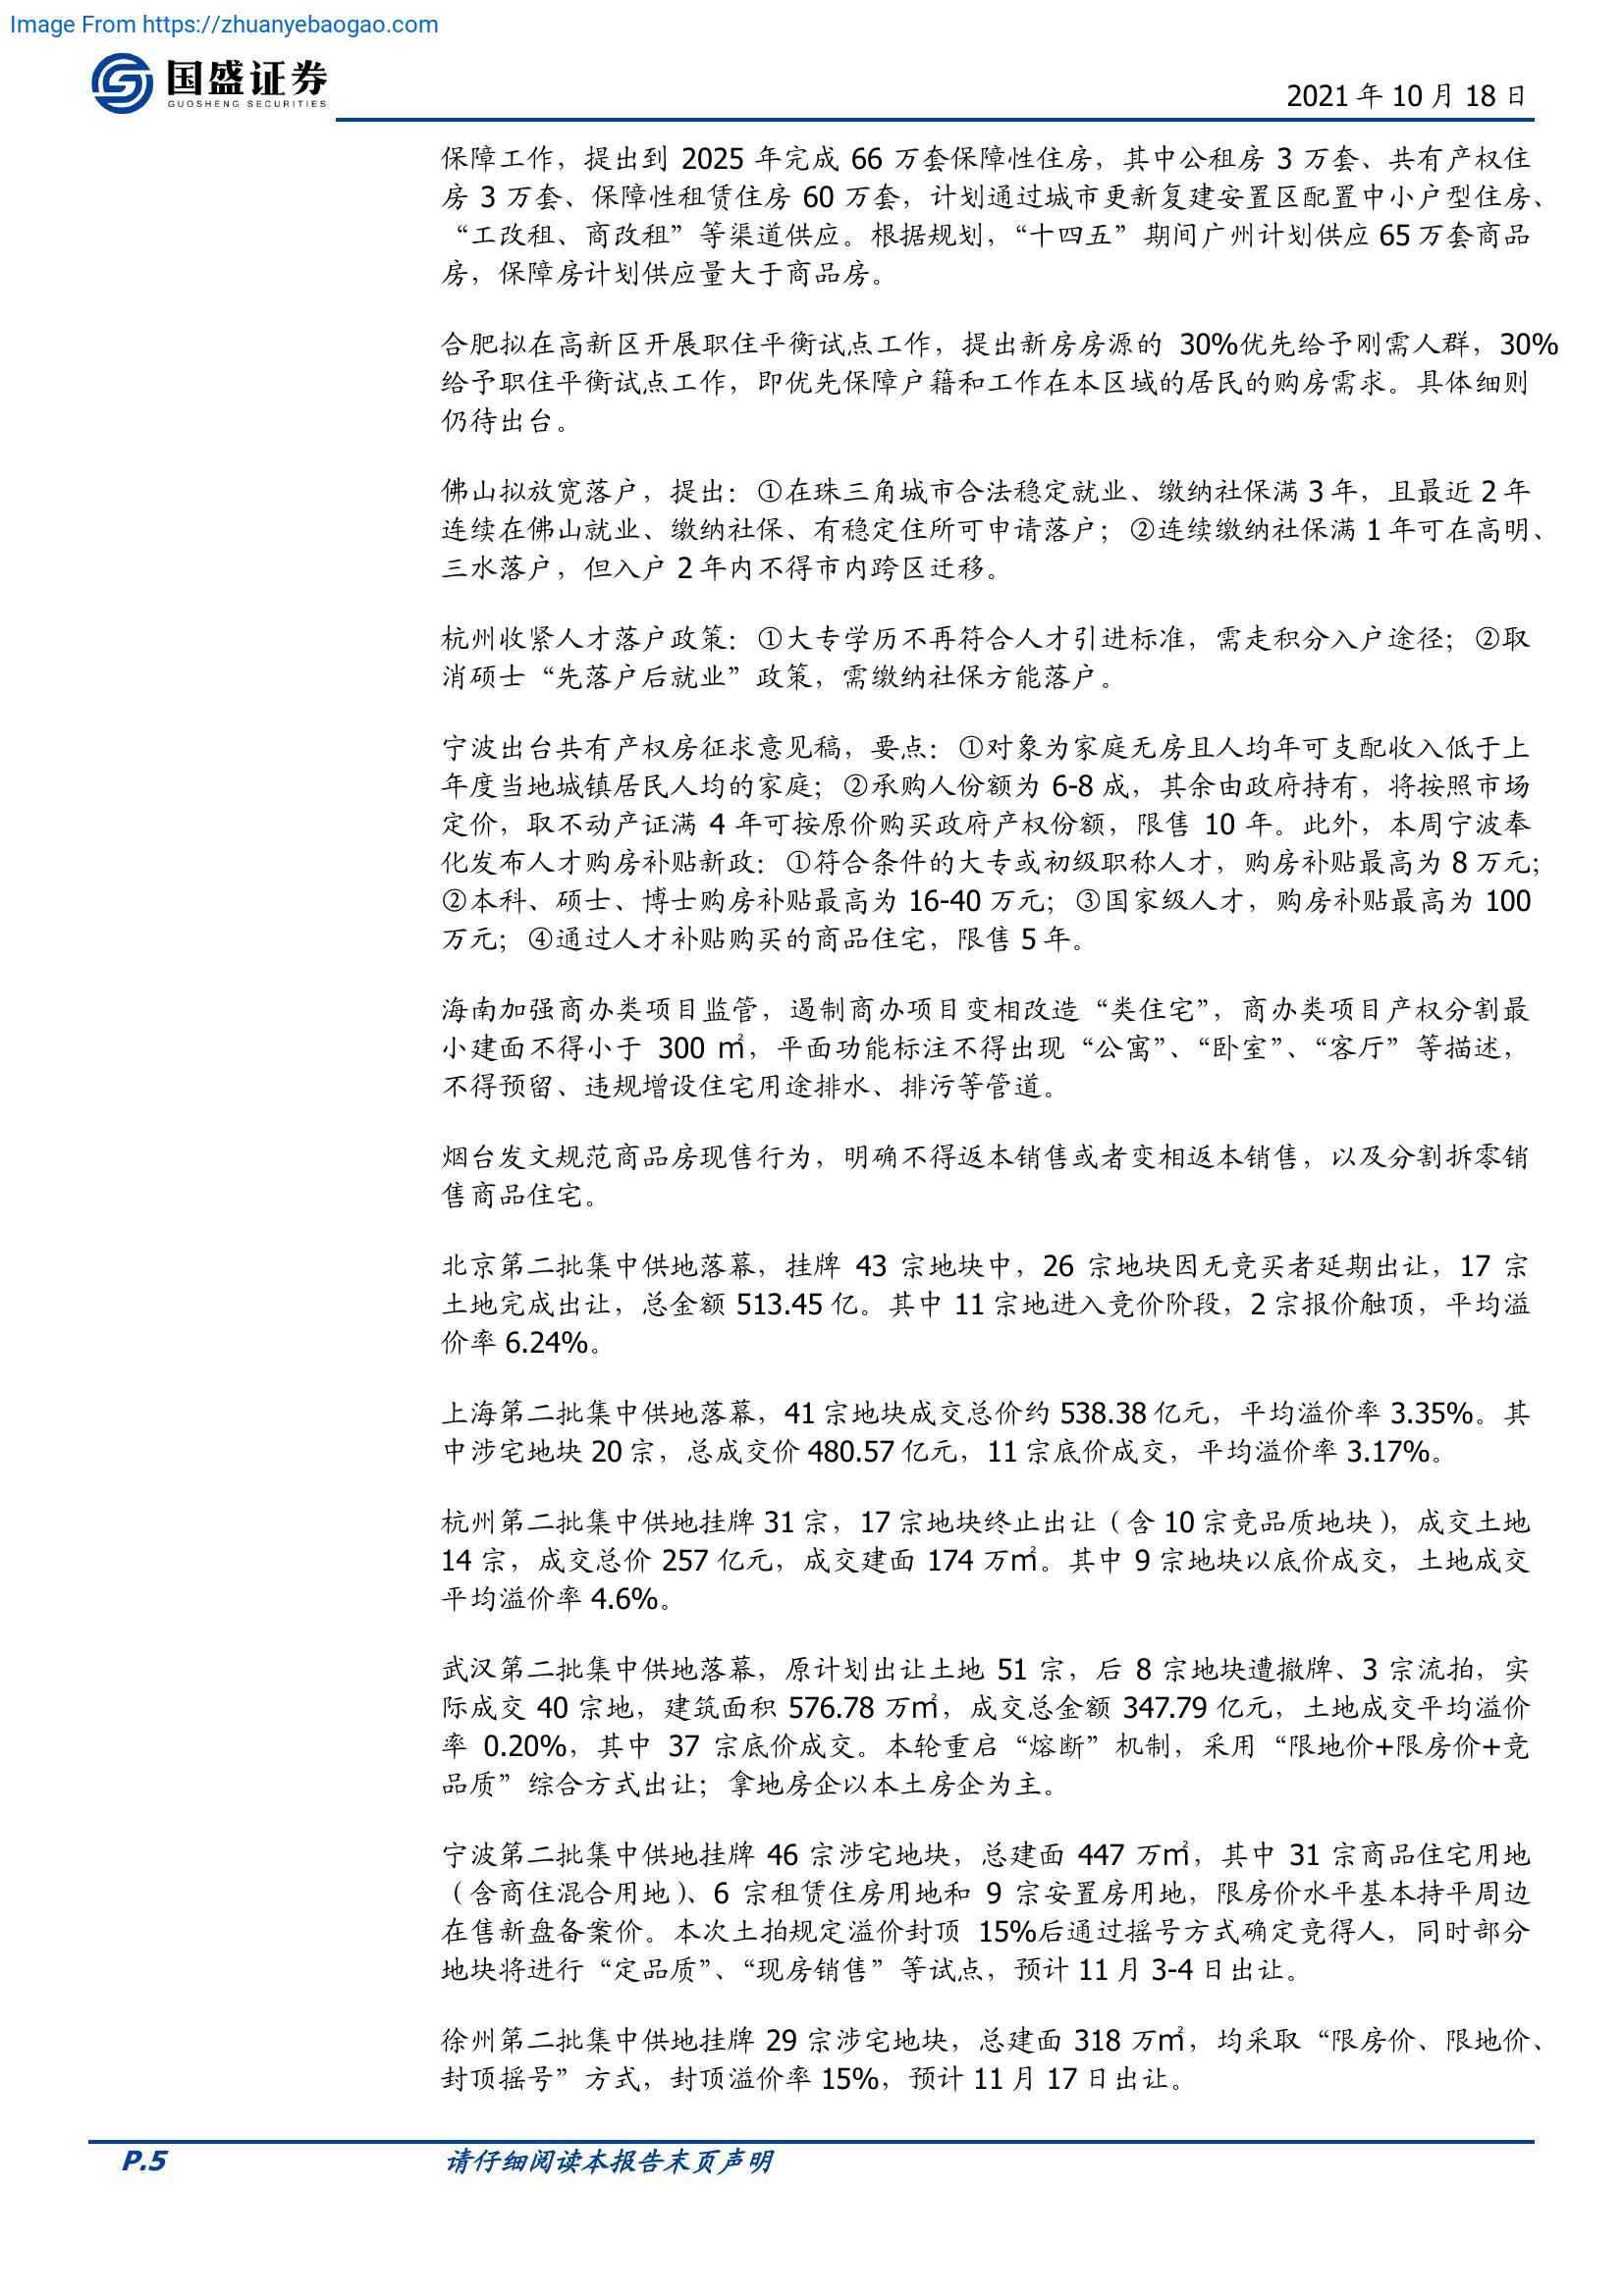 Image From https://zhuanyebaogao.com
国盛证券
GUOSHENG SECURITIES
2021 年 10 月 18 日
保障工作，提出到 2025 年完成 66 万套保障性住房，其中公租房 3 万套、共有产权住
房 3 万套、保障性租赁住房 60 万套，计划通过城市更新复建安置区配置中小户型住房、
“工改租、商改租”等渠道供应。根据规划，“十四五”期间广州计划供应 65 万套商品
房，保障房计划供应量大于商品房。
合肥拟在高新区开展职住平衡试点工作，提出新房房源的 30%优先给予刚需人群，30%
给予职住平衡试点工作，即优先保障户籍和工作在本区域的居民的购房需求。具体细则
仍待出台。
佛山拟放宽落户，提出：①在珠三角城市合法稳定就业、缴纳社保满 3 年，且最近 2 年
连续在佛山就业、缴纳社保、有稳定住所可申请落户；②连续缴纳社保满 1 年可在高明、
三水落户，但入户 2 年内不得市内跨区迁移。
杭州收紧人才落户政策：①大专学历不再符合人才引进标准，需走积分入户途径；②取
消硕士“先落户后就业”政策，需缴纳社保方能落户。
宁波出台共有产权房征求意见稿，要点：①对象为家庭无房且人均年可支配收入低于上
年度当地城镇居民人均的家庭；②承购人份额为 6-8 成，其余由政府持有，将按照市场
定价，取不动产证满 4 年可按原价购买政府产权份额，限售 10 年。此外，本周宁波奉
化发布人才购房补贴新政：①符合条件的大专或初级职称人才，购房补贴最高为 8 万元；
②本科、硕士、博士购房补贴最高为 16-40 万元；③国家级人才，购房补贴最高为 100
万元；④通过人才补贴购买的商品住宅，限售 5 年。
海南加强商办类项目监管，遏制商办项目变相改造“类住宅”，商办类项目产权分割最
小建面不得小于 300 ㎡，平面功能标注不得出现“公寓”、“卧室”、“客厅”等描述，
不得预留、违规增设住宅用途排水、排污等管道。
烟台发文规范商品房现售行为，明确不得返本销售或者变相返本销售，以及分割拆零销
售商品住宅。
北京第二批集中供地落幕，挂牌 43 宗地块中，26 宗地块因无竞买者延期出让，17 宗
土地完成出让，总金额 513.45 亿。其中 11 宗地进入竞价阶段，2 宗报价触顶，平均溢
价率 6.24%。
上海第二批集中供地落幕，41 宗地块成交总价约 538.38 亿元，平均溢价率 3.35%。其
中涉宅地块 20 宗，总成交价 480.57 亿元，11 宗底价成交，平均溢价率 3.17%。
杭州第二批集中供地挂牌 31 宗，17 宗地块终止出让（含 10 宗竞品质地块），成交土地
14 宗，成交总价 257 亿元，成交建面 174 万㎡。其中 9 宗地块以底价成交，土地成交
平均溢价率 4.6%。
武汉第二批集中供地落幕，原计划出让土地 51 宗，后 8 宗地块遭撤牌、3 宗流拍，实
际成交 40 宗地，建筑面积 576.78 万㎡，成交总金额 347.79 亿元，土地成交平均溢价
率 0.20%，其中 37 宗底价成交。本轮重启“熔断”机制，采用“限地价+限房价+竞
品质”综合方式出让；拿地房企以本土房企为主。
宁波第二批集中供地挂牌 46 宗涉宅地块，总建面 447 万㎡，其中 31 宗商品住宅用地
（含商住混合用地）、6 宗租赁住房用地和 9 宗安置房用地，限房价水平基本持平周边
在售新盘备案价。本次土拍规定溢价封顶 15%后通过摇号方式确定竞得人，同时部分
地块将进行“定品质”、“现房销售”等试点，预计 11 月 3-4 日出让。
徐州第二批集中供地挂牌 29 宗涉宅地块，总建面 318 万㎡，均采取“限房价、限地价、
封顶摇号”方式，封顶溢价率 15%，预计 11 月 17 日出让。
P.5
请仔细阅读本报告末页声明